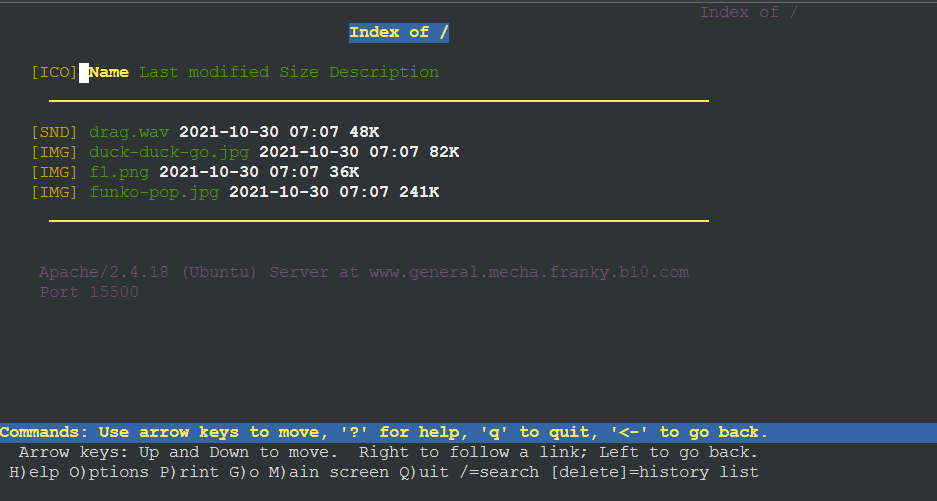 Index of /
Index of /
[ICO] Name Last modified Size Description
[SND] drag.wav 2021-10-30 07:07 48K
[IMG] duck-duck-go.jpg 2021-10-30 07:07 82K
[IMG] f1.png 2021-10-30 07:07 36K
[IMG] funko-pop.jpg 2021-10-30 07:07 241K
Apache/2.4.18 (Ubuntu) Server at www.general.mecha.franky.b10.com
Port 15500
Commands: Use arrow keys to move, '?' for help, 'q' to quit, '<-' to go back.
Arrow keys: Up and Down to move.  Right to follow a link; Left to go back.
H)elp O)ptions P)rint G)o M)ain screen Q)uit /=search [delete]=history list